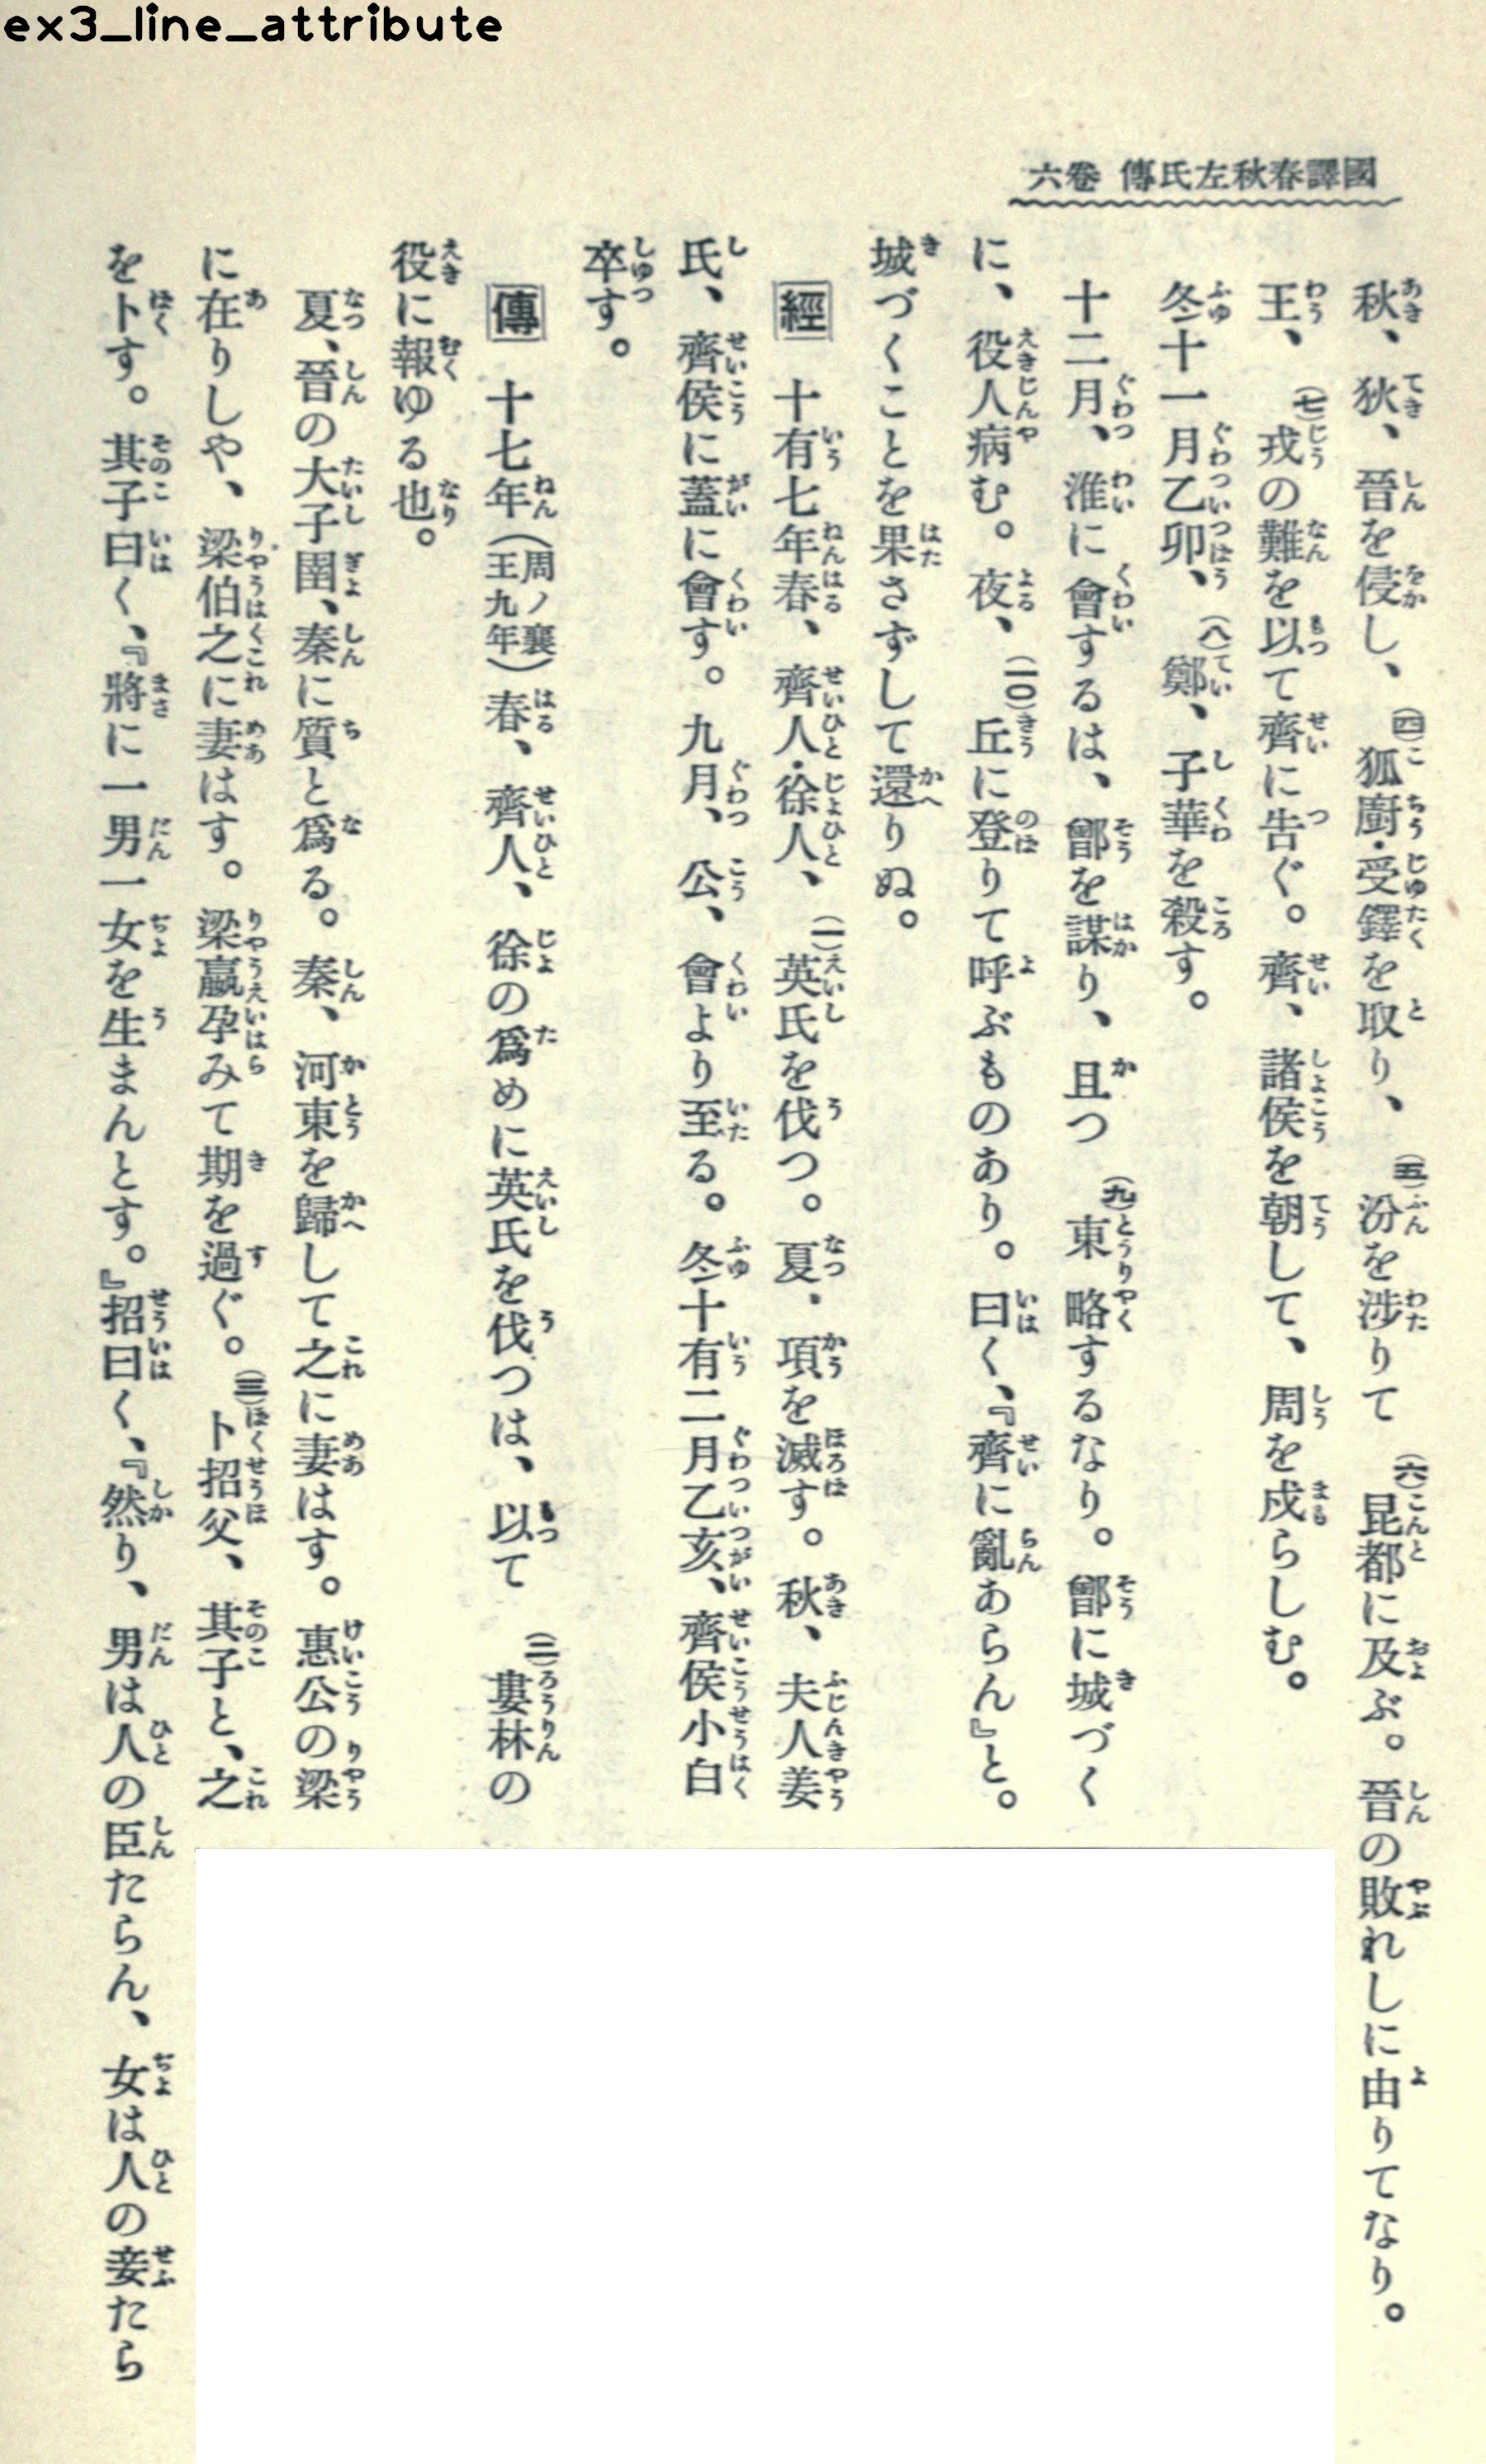 ex3_line_attribute
國譯春秋左氏傳 卷六
秋、狄、晉を侵し、(四)狐廚・受鐸を取り、(五)汾を涉りて(六)昆都に及ぶ。晉の敗れしに由りてなり。
王、(七)戎の難を以て齊に告ぐ。齊、諸侯を朝して、周を戍らしむ。
冬十一月乙卯、(八)鄭、子華を殺す。
十二月、淮に會するは、鄫を謀り、且つ(九)東略するなり。鄫に城づく
に、役人病む。夜、(一〇)丘に登りて呼ぶものあり。曰く、『齊に亂あらん』と。
城づくことを果さずして還りぬ。
經 十有七年春、齊人・徐人、(一)英氏を伐つ。夏、項を滅す。秋、夫人姜
氏、齊侯に蓋に會す。九月、公、會より至る。冬十有二月乙亥、齊侯小白
卒す。
傳 十七年(周ノ襄王九年)春、齊人、徐の爲めに英氏を伐つは、以て(二)婁林の
役に報ゆる也。
夏、晉の大子圉、秦に質と爲る。秦、河東を歸して之に妻はす。惠公の梁
に在りしや、梁伯之に妻はす。梁嬴孕みて期を過ぐ。(三)卜招父、其子と、之
を卜す。其子曰く、『將に一男一女を生まんとす。』招曰く、『然り、男は人の臣たらん、女は人の妾たら